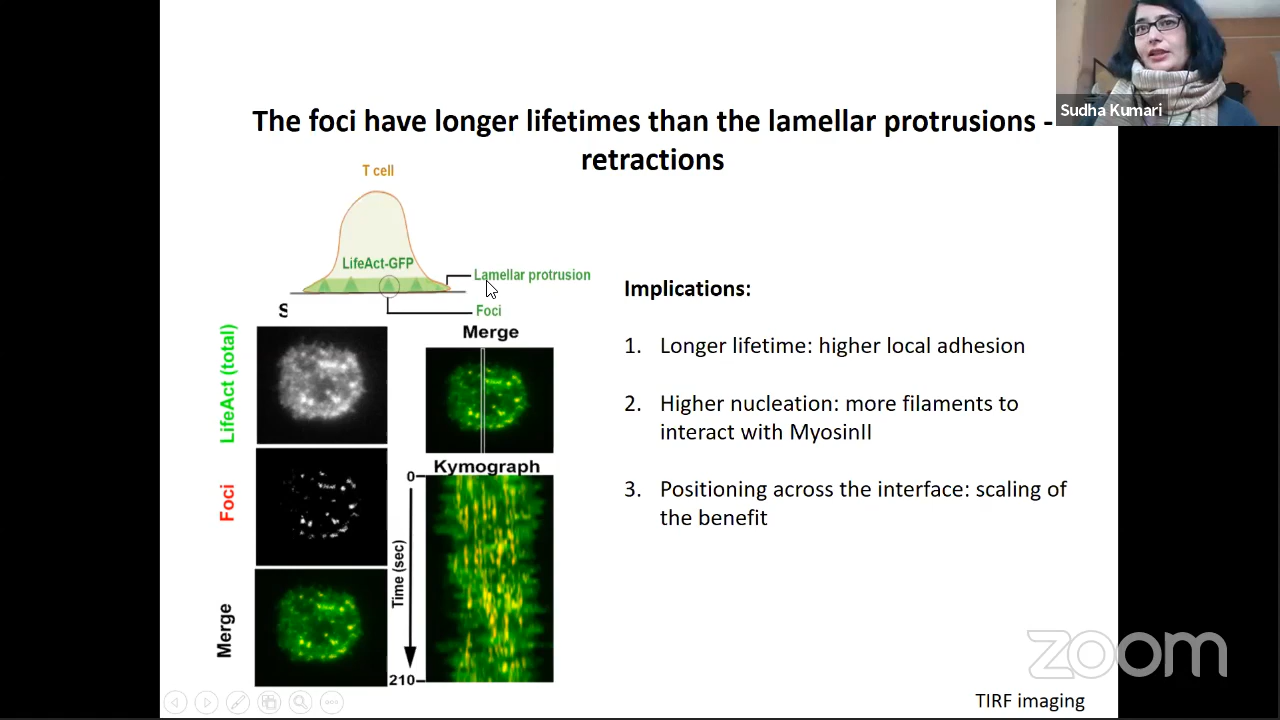 Sudha Kumari
The foci have longer lifetimes than the lamellar protrusions -
retractions
T cell
LifeAct-GFP
Lamellar protrusion
Foci
S
LifeAct (total)
Foci
Merge
Merge
Kymograph
0
Time (sec)
210
Implications:
1. Longer lifetime: higher local adhesion
2. Higher nucleation: more filaments to
interact with MyosinII
3. Positioning across the interface: scaling of
the benefit
zoom
TIRF imaging